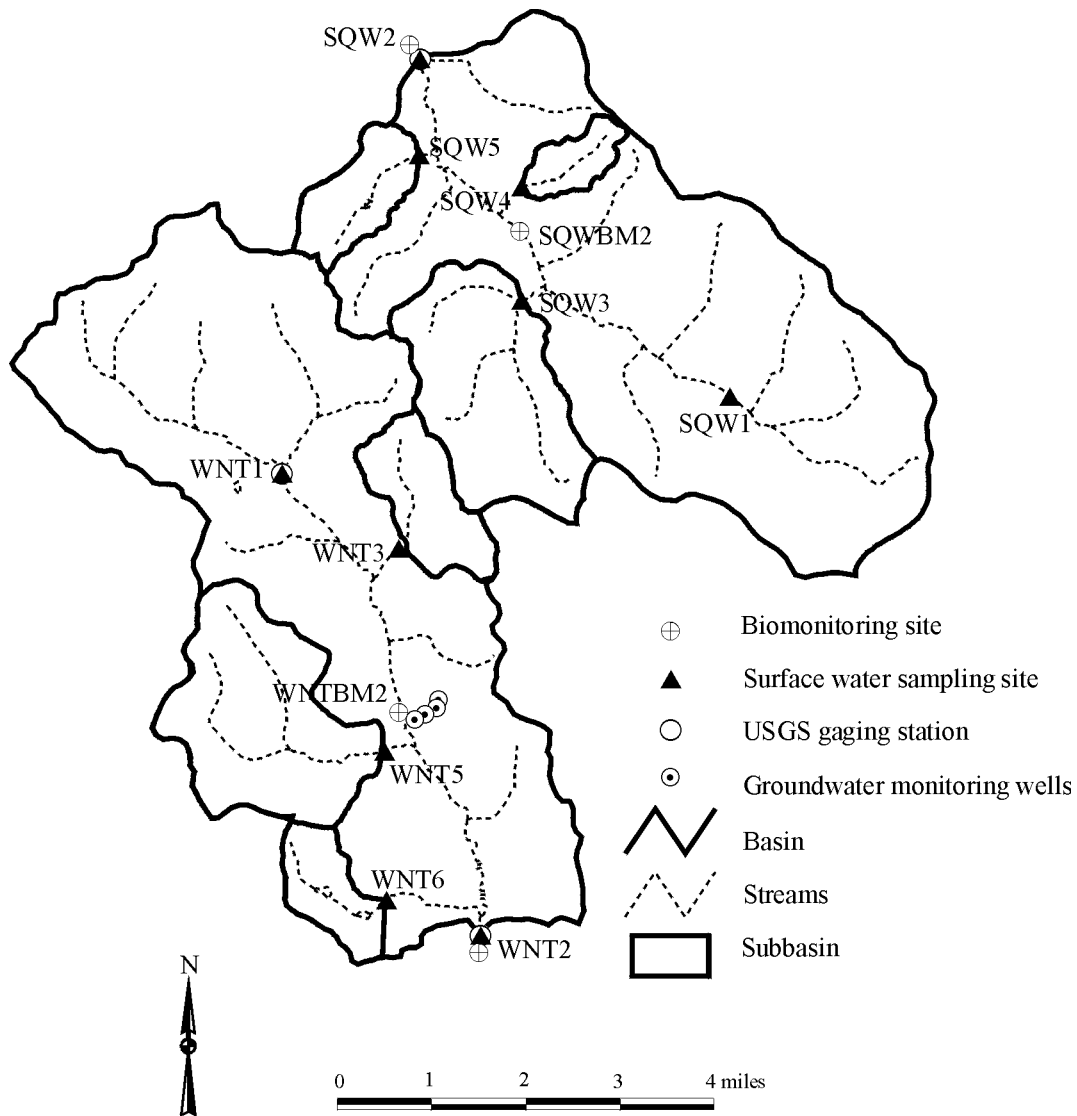 SQW2
SQW5
SQW4
SQWBM2
SQW3
SQW1
WNT1
WNT3
WNTBM2
WNT5
WNT6
WNT2
Biomonitoring site
Surface water sampling site
USGS gaging station
Groundwater monitoring wells
Basin
Streams
Subbasin
N
0 1 2 3 4 miles